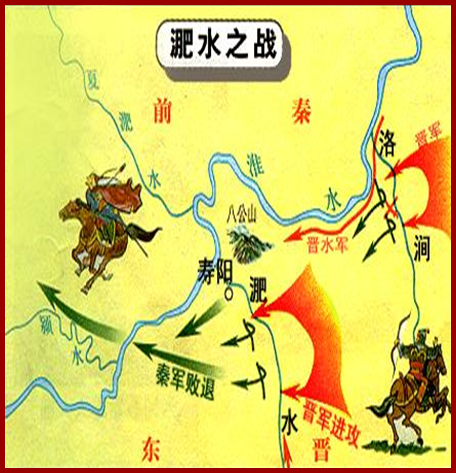 淝水之战
夏
淝
水
前 秦
淮
水
洛
涧
晋军
八公山
晋水军
寿阳
淝
水
颍
水
秦军败退
晋军进攻
东 晋